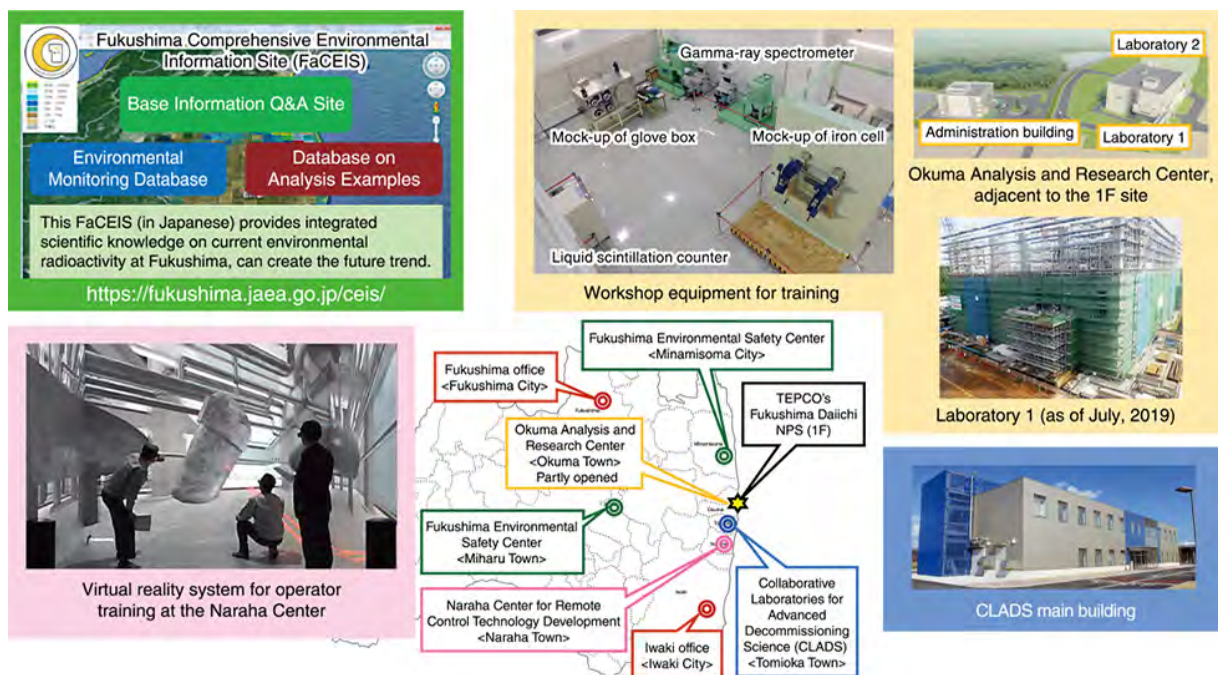 Fukushima Comprehensive Environmental
Information Site (FaCEIS)
Base Information Q&A Site
Environmental
Monitoring Database
Database on
Analysis Examples
This FaCEIS (in Japanese) provides integrated
scientific knowledge on current environmental
radioactivity at Fukushima, can create the future trend.
https://fukushima.jaea.go.jp/ceis/
Gamma-ray spectrometer
Mock-up of glove box
Mock-up of iron cell
Liquid scintillation counter
Workshop equipment for training
Laboratory 2
Administration building
Laboratory 1
Okuma Analysis and Research Center,
adjacent to the 1F site
Laboratory 1 (as of July, 2019)
Virtual reality system for operator
training at the Naraha Center
Fukushima Environmental Safety Center
<Minamisoma City>
Fukushima office
<Fukushima City>
Fukushima
TEPCO's
Fukushima Daiichi
NPS (1F)
Okuma Analysis and
Research Center
<Okuma Town>
Partly opened
Minamisoma
Okuma
Fukushima Environmental
Safety Center
<Miharu Town>
Naraha Center for Remote
Control Technology Development
<Naraha Town>
Iwaki
Iwaki office
<Iwaki City>
Collaborative
Laboratories for
Advanced
Decommissioning
Science (CLADS)
<Tomioka Town>
CLADS main building